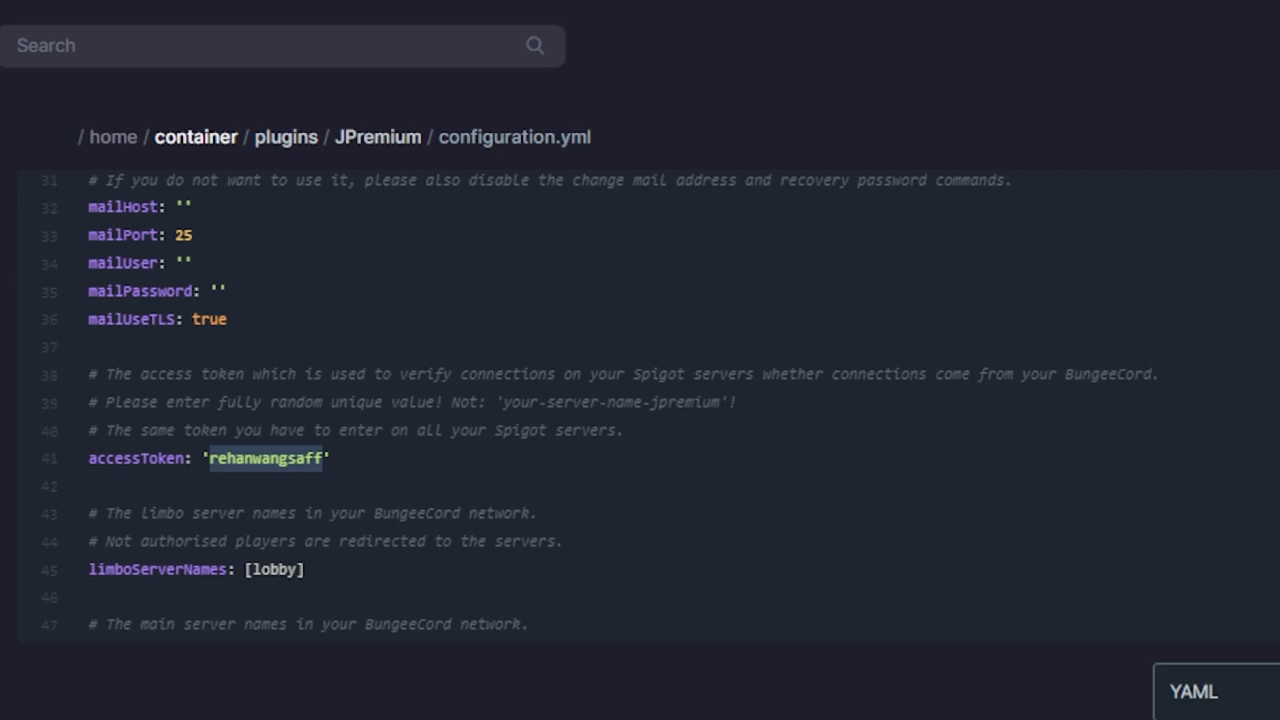 Search
/ home / container / plugins / JPremium / configuration.yml
31 # If you do not want to use it, please also disable the change mail address and recovery password commands.
32 mailHost: ''
33 mailPort: 25
34 mailUser: ''
35 mailPassword: ''
36 mailUseTLS: true
37
38 # The access token which is used to verify connections on your Spigot servers whether connections come from your BungeeCord.
39 # Please enter fully random unique value! Not: 'your-server-name-jpremium'!
40 # The same token you have to enter on all your Spigot servers.
41 accessToken: 'rehanwangsaff'
42
43 # The limbo server names in your BungeeCord network.
44 # Not authorised players are redirected to the servers.
45 limboServerNames: [lobby]
46
47 # The main server names in your BungeeCord network.
YAML